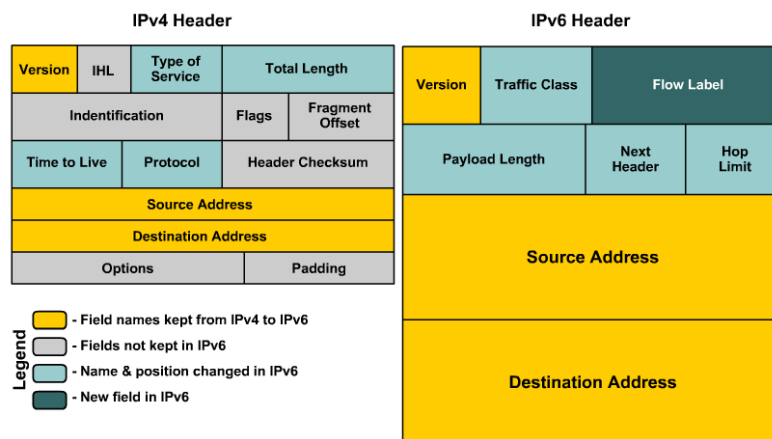 IPv4 Header
Version IHL Type of Service Total Length
Indentification Flags Fragment Offset
Time to Live Protocol Header Checksum
Source Address
Destination Address
Options Padding
IPv6 Header
Version Traffic Class Flow Label
Payload Length Next Header Hop Limit
Source Address
Destination Address
Legend
- Field names kept from IPv4 to IPv6
- Fields not kept in IPv6
- Name & position changed in IPv6
- New field in IPv6